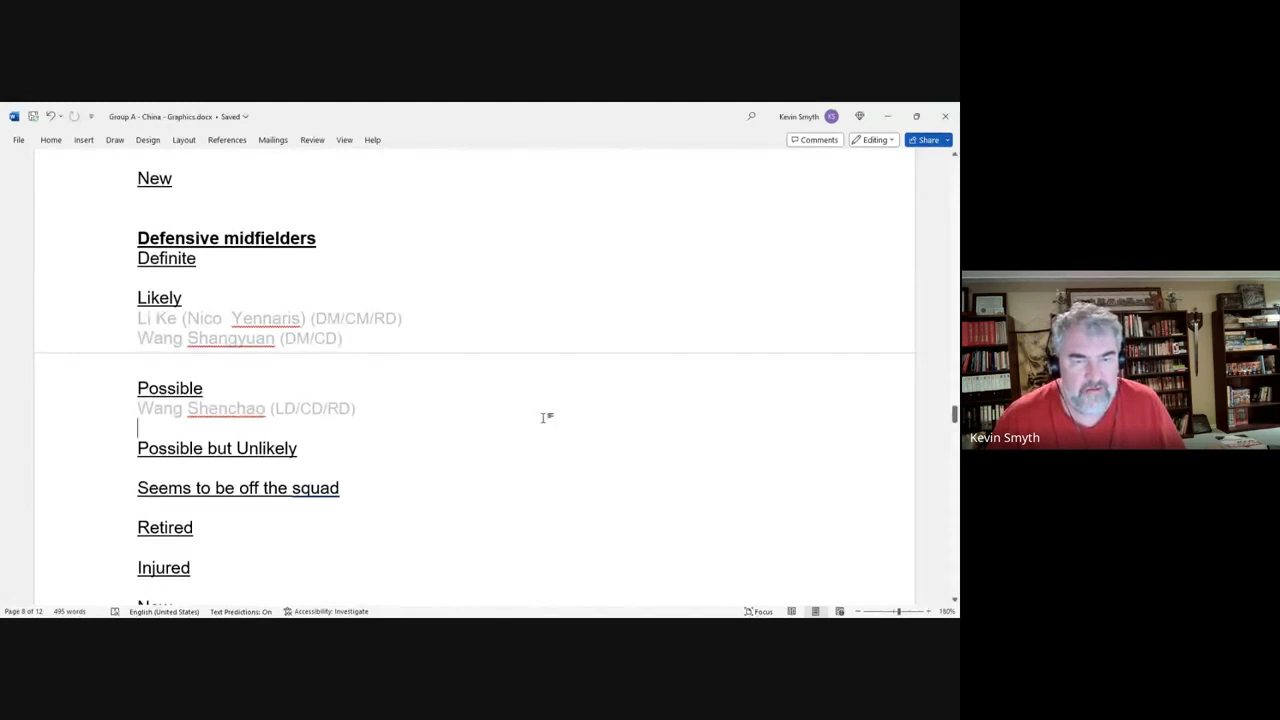 Group A - China - Graphics.docx • Saved
Kevin Smyth KS
File Home Insert Draw Design Layout References Mailings Review View Help
Comments Editing Share
New
Defensive midfielders
Definite
Likely
Li Ke (Nico Yennaris) (DM/CM/RD)
Wang Shangyuan (DM/CD)
Possible
Wang Shenchao (LD/CD/RD)
Possible but Unlikely
Seems to be off the squad
Retired
Injured
Page 8 of 12 495 words English (United States) Text Predictions: On Accessibility: Investigate Focus 180%
Kevin Smyth